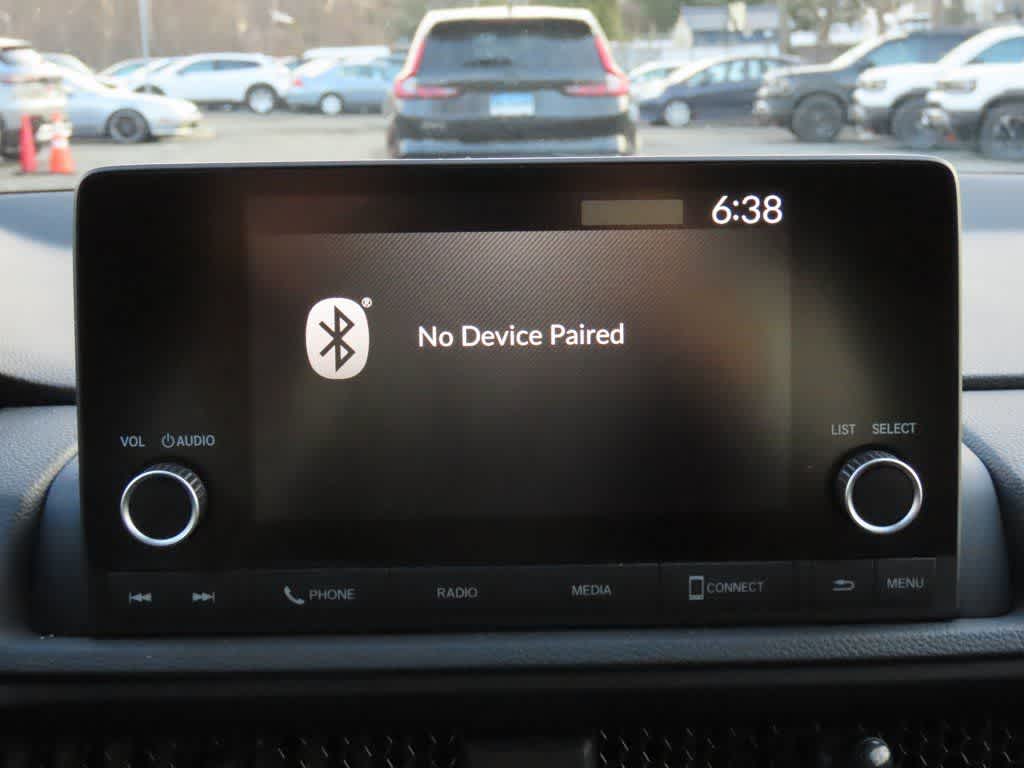 6:38
®
No Device Paired
VOL AUDIO
LIST SELECT
PHONE
RADIO
MEDIA
CONNECT
MENU